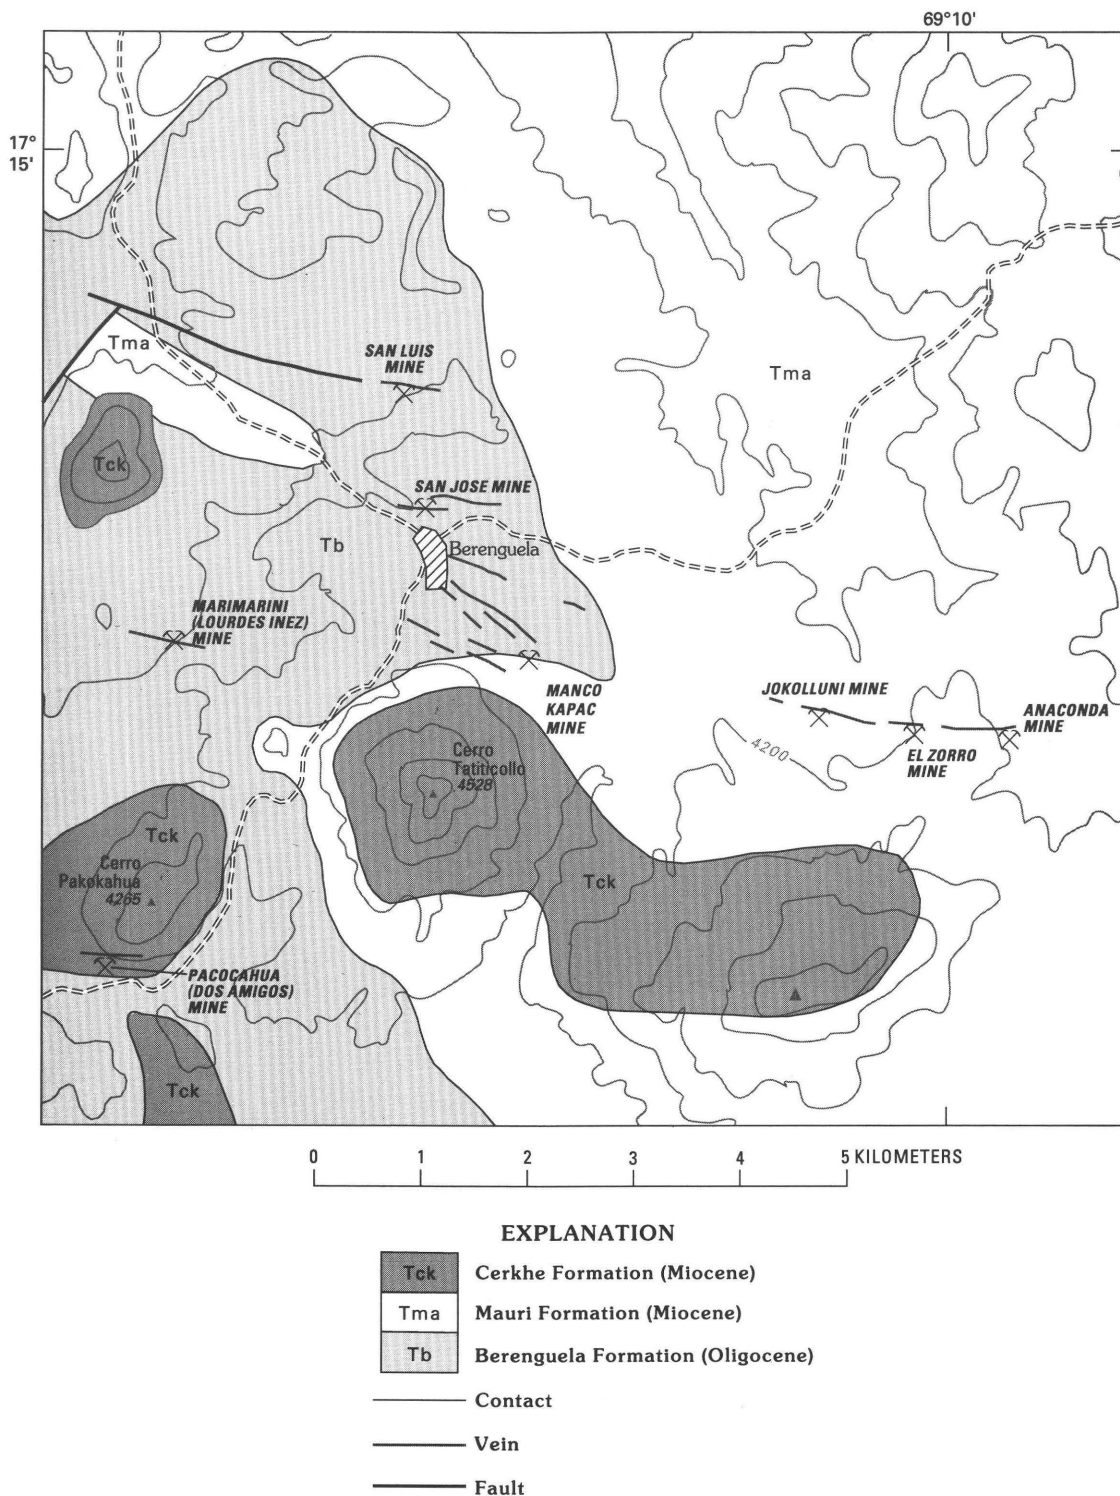 69°10'
17°
15'
Tma
SAN LUIS
MINE
Tma
Tck
SAN JOSE MINE
Tb
Berenguela
MARIMARINI
(LOURDES INEZ)
MINE
MANCO
KAPAC
MINE
JOKOLLUNI MINE
ANACONDA
MINE
4200
EL ZORRO
MINE
Cerro
Tatiticollo
4528
Tck
Cerro
Pakokahua
4265
Tck
PACOCAHUA
(DOS AMIGOS)
MINE
Tck
0 1 2 3 4 5 KILOMETERS
EXPLANATION
Tck Cerkhe Formation (Miocene)
Tma Mauri Formation (Miocene)
Tb Berenguela Formation (Oligocene)
Contact
Vein
Fault